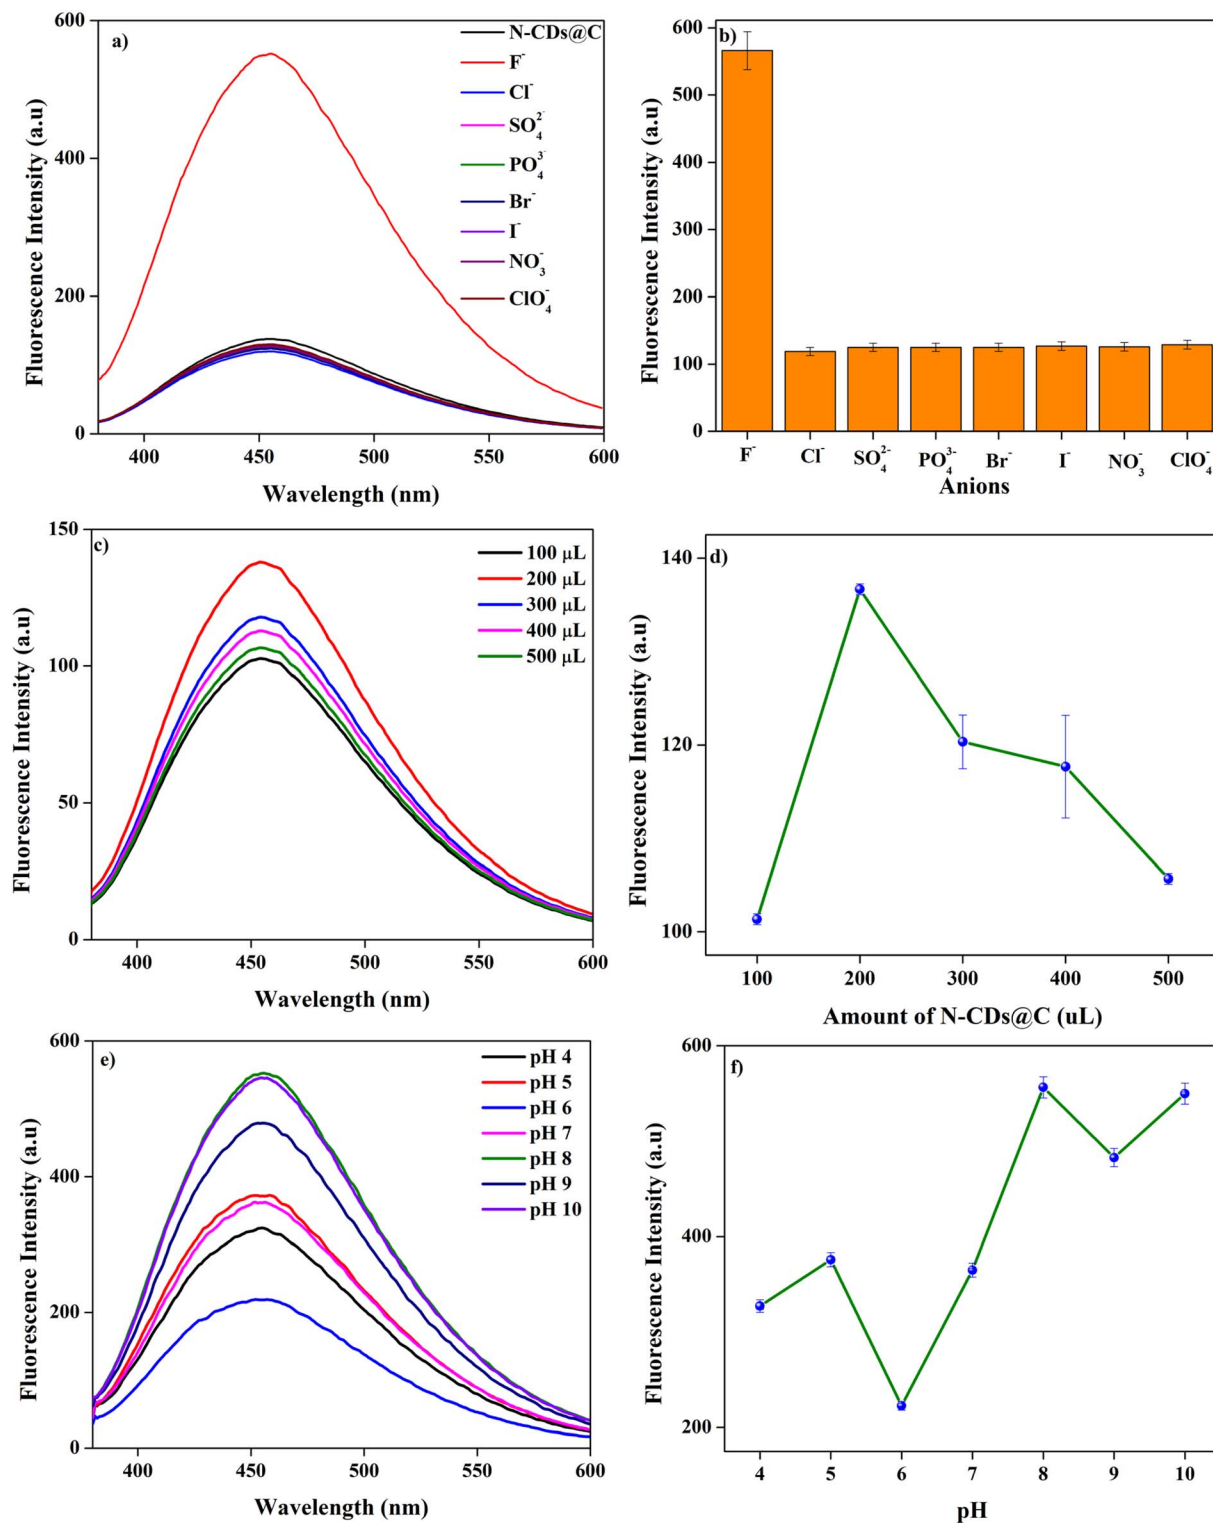 a)
N-CDs@C
F⁻
Cl⁻
SO₄²⁻
PO₄³⁻
Br⁻
I⁻
NO₃⁻
ClO₄⁻
600
400
200
0
400 450 500 550 600
Fluorescence Intensity (a.u)
Wavelength (nm)
b)
600
500
400
300
200
100
0
F⁻ Cl⁻ SO₄²⁻ PO₄³⁻ Br⁻ I⁻ NO₃⁻ ClO₄⁻
Fluorescence Intensity (a.u)
Anions
c)
100 μL
200 μL
300 μL
400 μL
500 μL
150
100
50
0
400 450 500 550 600
Fluorescence Intensity (a.u)
Wavelength (nm)
d)
140
120
100
100 200 300 400 500
Fluorescence Intensity (a.u)
Amount of N-CDs@C (uL)
e)
pH 4
pH 5
pH 6
pH 7
pH 8
pH 9
pH 10
600
400
200
0
400 450 500 550 600
Fluorescence Intensity (a.u)
Wavelength (nm)
f)
600
400
200
4 5 6 7 8 9 10
Fluorescence Intensity (a.u)
pH